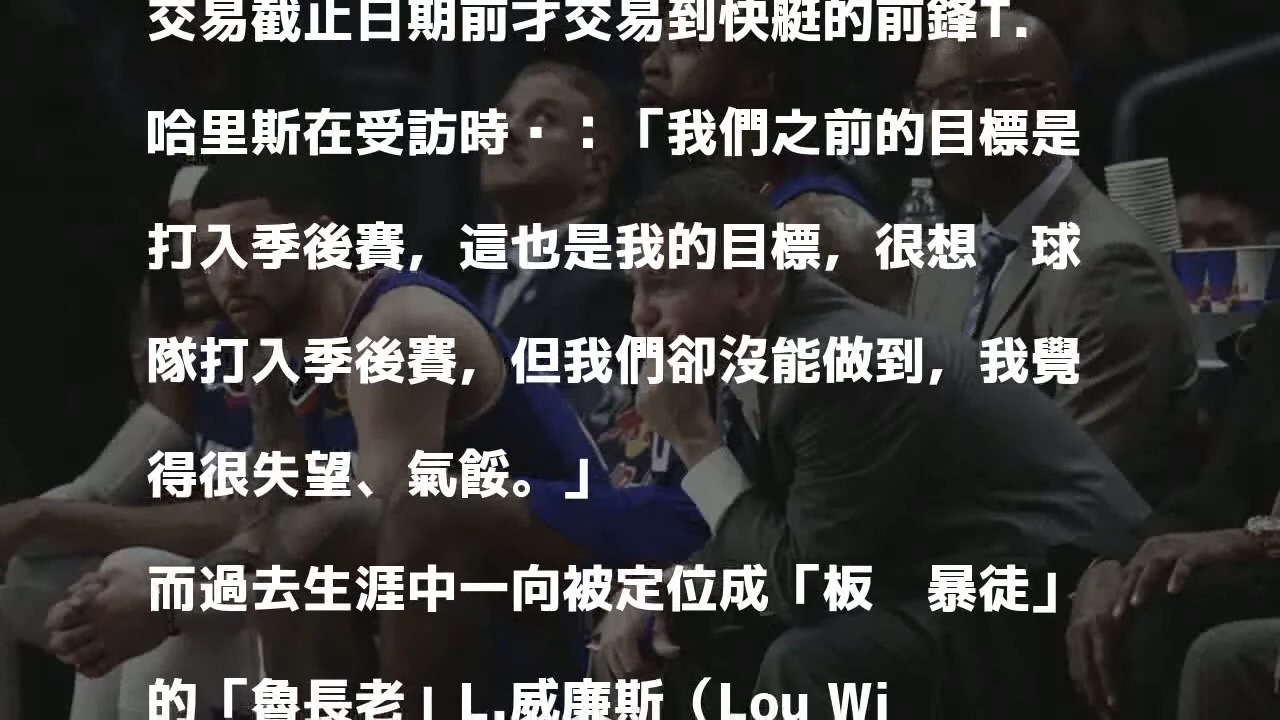 交易截止日期前才交易到快艇的前鋒T.
哈里斯在受訪時· :「我們之前的目標是
打入季後賽，這也是我的目標，很想 球
隊打入季後賽，但我們卻沒能做到，我覺
得很失望、氣餒。」
而過去生涯中一向被定位成「板 暴徒」
的「魯長老」L.威廉斯（Lou Wi